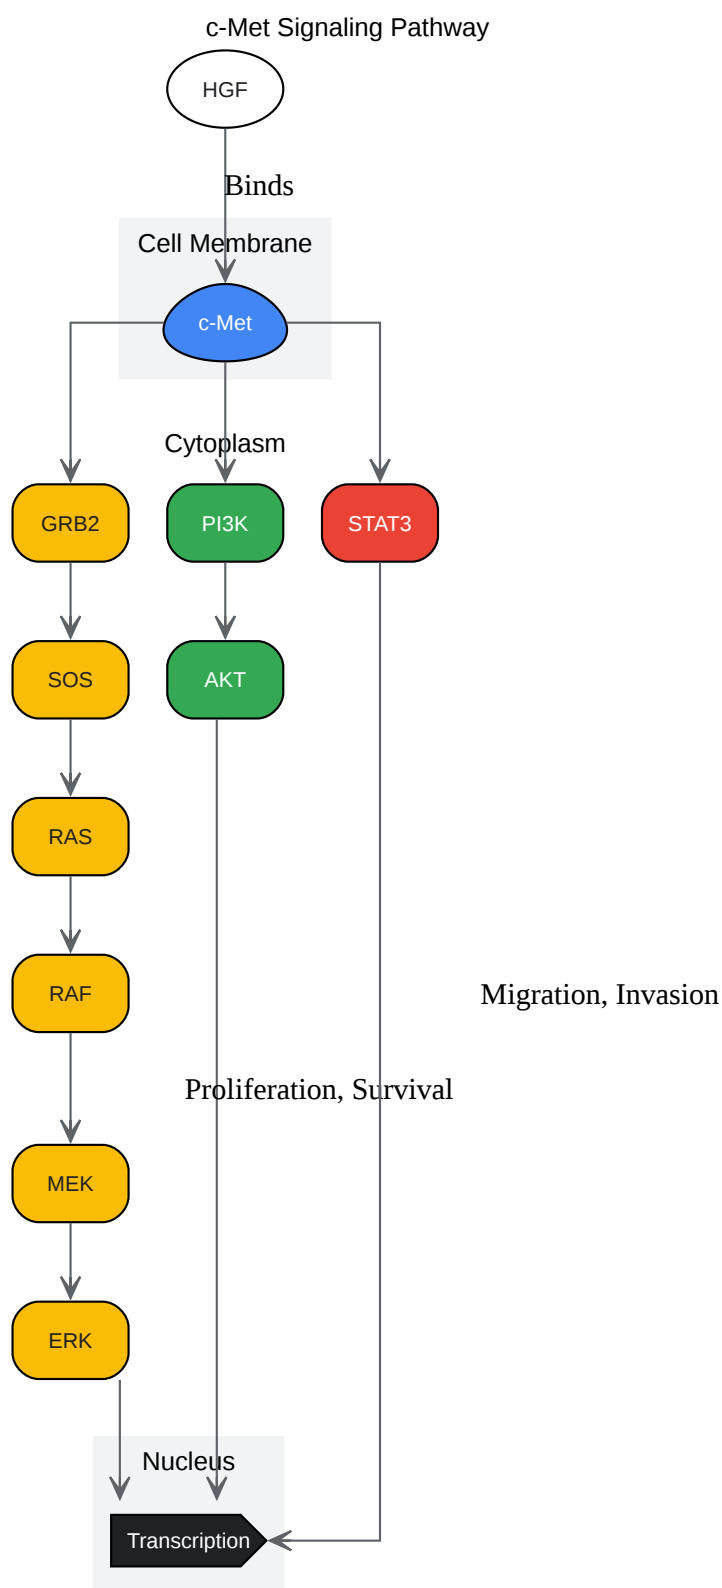 c-Met Signaling Pathway
HGF
Binds
Cell Membrane
c-Met
Cytoplasm
GRB2
PI3K
STAT3
SOS
AKT
RAS
RAF
Migration, Invasion
Proliferation, Survival
MEK
ERK
Nucleus
Transcription